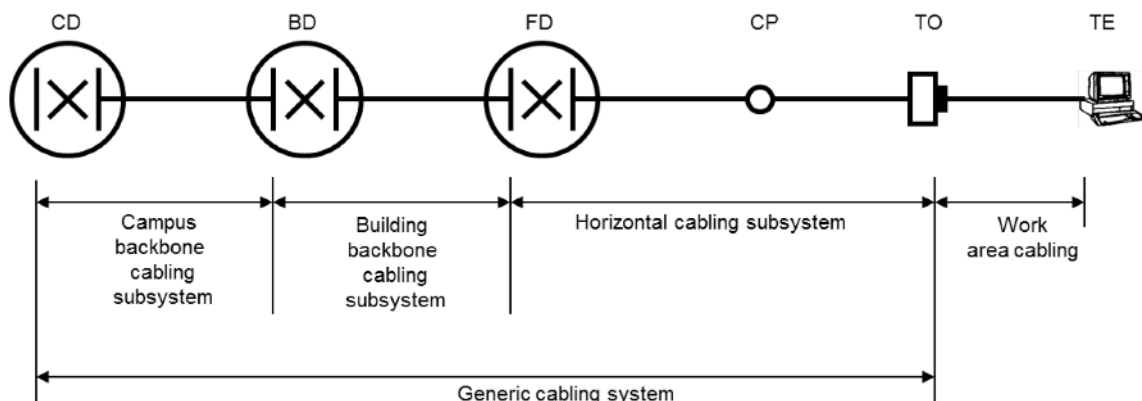 CD BD FD CP TO TE
Campus
backbone
cabling
subsystem
Building
backbone
cabling
subsystem
Horizontal cabling subsystem
Work
area cabling
Generic cabling system